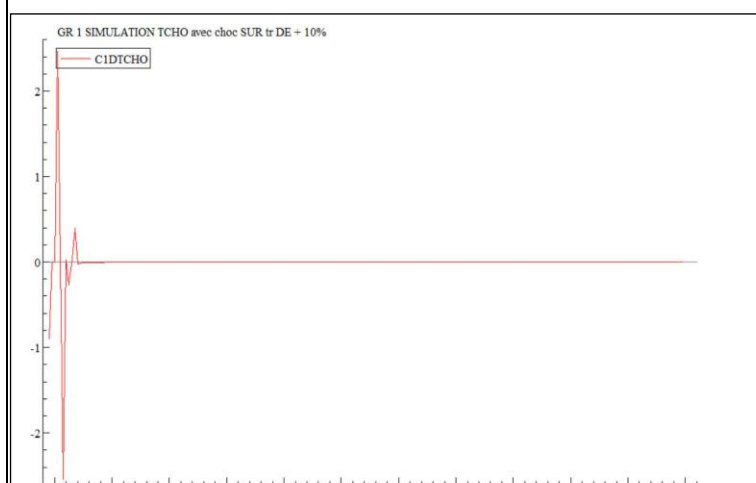 GR 1 SIMULATION TCHO avec choc SUR tr DE + 10%
C1DTCHO
2
1
0
-1
-2